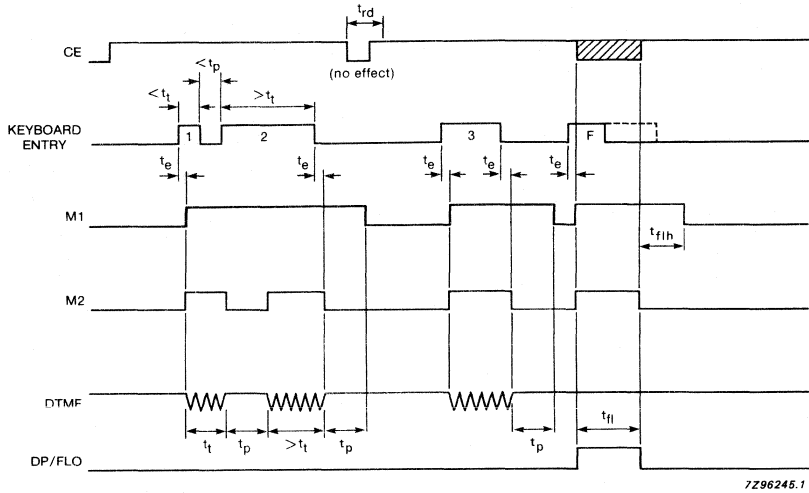 t_rd
CE
(no effect)
<t_p
<t_t
>t_t
KEYBOARD
ENTRY
1
2
3
F
t_e
t_e
t_e
t_e
t_e
M1
t_flh
M2
DTMF
t_t
t_p
>t_t
t_p
t_p
t_fl
DP/FLO
7Z96245.1